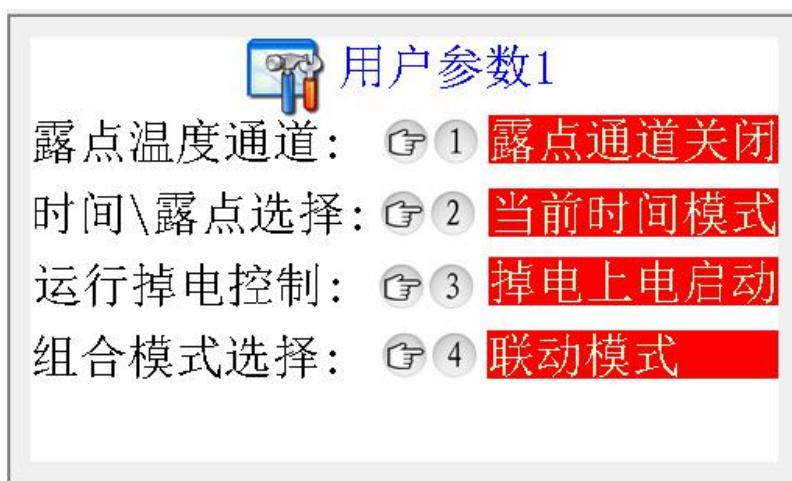 用户参数1
露点温度通道： 1 露点通道关闭
时间\露点选择： 2 当前时间模式
运行掉电控制： 3 掉电上电启动
组合模式选择： 4 联动模式